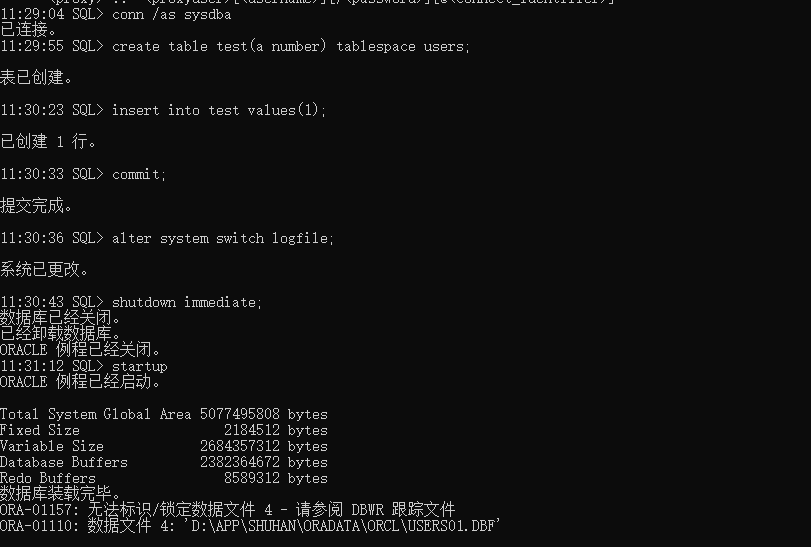 11:29:04 SQL> conn /as sysdba
已连接。
11:29:55 SQL> create table test(a number) tablespace users;
表已创建。
11:30:23 SQL> insert into test values(1);
已创建 1 行。
11:30:33 SQL> commit;
提交完成。
11:30:36 SQL> alter system switch logfile;
系统已更改。
11:30:43 SQL> shutdown immediate;
数据库已经关闭。
已经卸载数据库。
ORACLE 例程已经关闭。
11:31:12 SQL> startup
ORACLE 例程已经启动。
Total System Global Area 5077495808 bytes
Fixed Size 2184512 bytes
Variable Size 2684357312 bytes
Database Buffers 2382364672 bytes
Redo Buffers 8589312 bytes
数据库装载完毕。
ORA-01157: 无法标识/锁定数据文件 4 - 请参阅 DBWR 跟踪文件
ORA-01110: 数据文件 4: 'D:\APP\SHUHAN\ORADATA\ORCL\USERS01.DBF'